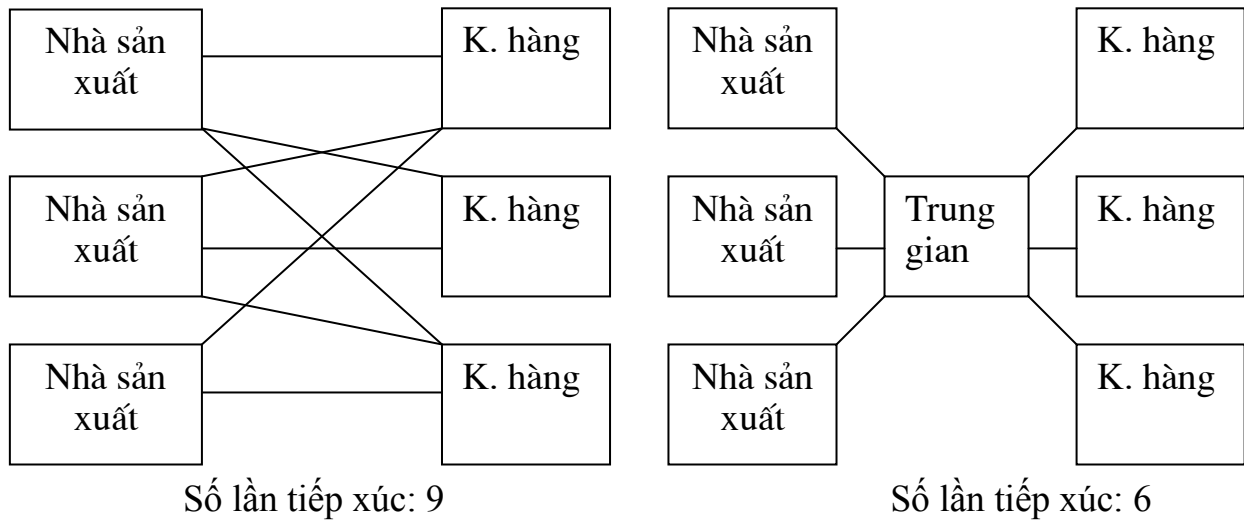 Nhà sản
xuất
K. hàng
Nhà sản
xuất
K. hàng
Nhà sản
xuất
K. hàng
Số lần tiếp xúc: 9
Nhà sản
xuất
K. hàng
Nhà sản
xuất
Trung
gian
K. hàng
Nhà sản
xuất
K. hàng
Số lần tiếp xúc: 6